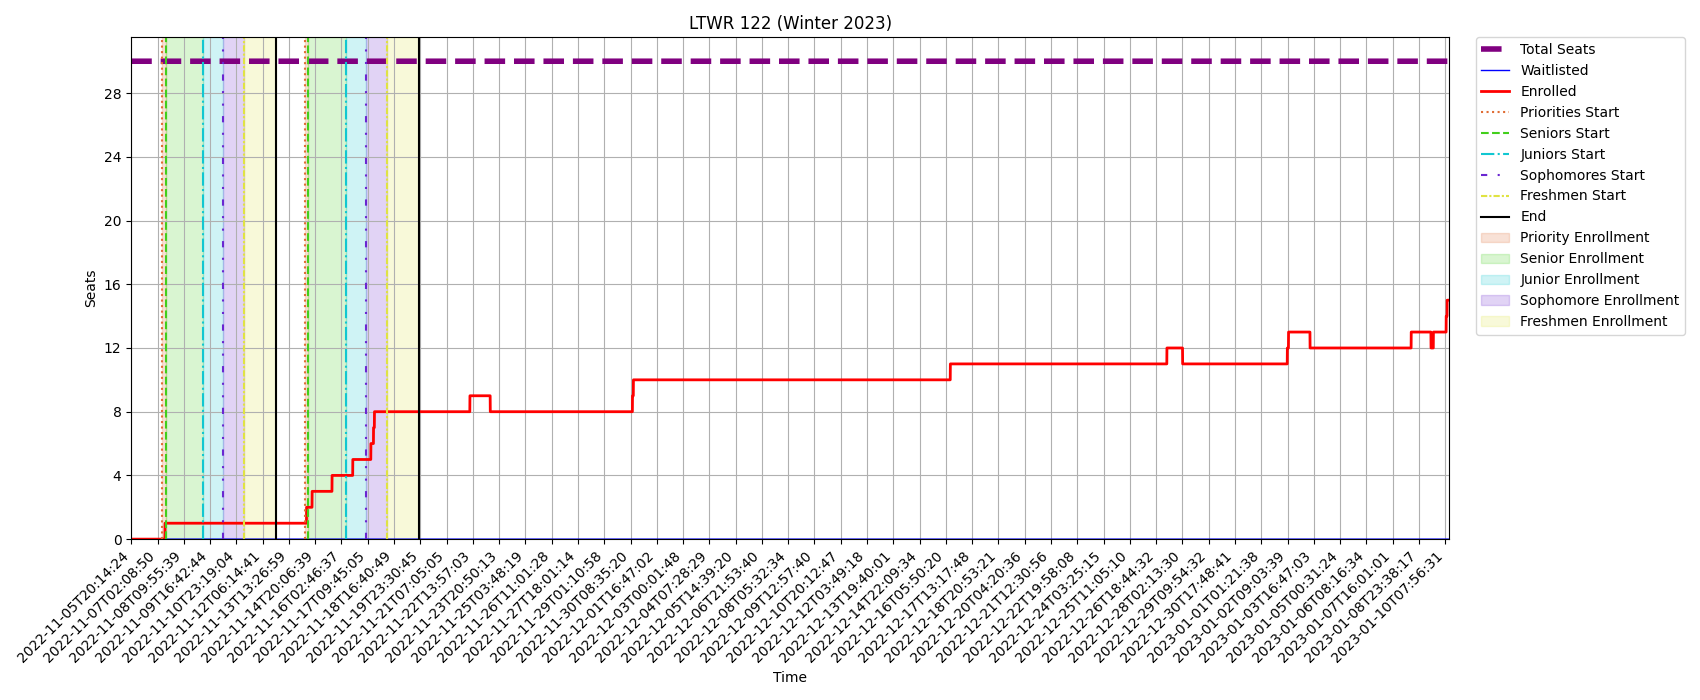 LTWR 122 (Winter 2023)
Seats
28
24
20
16
12
8
4
0
2022-11-05T20:14:24
2022-11-07T02:08:50
2022-11-08T09:55:39
2022-11-09T16:42:44
2022-11-10T23:19:04
2022-11-12T06:14:41
2022-11-13T13:26:59
2022-11-14T20:06:39
2022-11-16T02:46:37
2022-11-17T09:45:05
2022-11-18T16:40:49
2022-11-19T23:30:45
2022-11-21T07:05:05
2022-11-22T13:57:03
2022-11-23T20:50:13
2022-11-25T03:48:19
2022-11-26T11:01:28
2022-11-27T18:01:14
2022-11-29T01:10:58
2022-11-30T08:35:20
2022-12-01T16:47:02
2022-12-03T00:01:48
2022-12-04T07:28:29
2022-12-05T14:39:20
2022-12-06T21:53:40
2022-12-08T05:32:34
2022-12-09T12:57:40
2022-12-10T20:12:47
2022-12-12T03:49:18
2022-12-13T19:40:01
2022-12-14T22:09:34
2022-12-16T05:50:20
2022-12-17T13:17:48
2022-12-18T20:53:21
2022-12-20T04:20:36
2022-12-21T12:30:56
2022-12-22T19:58:08
2022-12-24T03:25:15
2022-12-25T11:05:10
2022-12-26T18:44:32
2022-12-28T02:13:30
2022-12-29T09:54:32
2022-12-30T17:48:41
2023-01-01T01:21:38
2023-01-02T09:03:39
2023-01-03T16:47:03
2023-01-05T00:31:24
2023-01-06T08:16:34
2023-01-07T16:01:01
2023-01-08T23:38:17
2023-01-10T07:56:31
Time
Total Seats
Waitlisted
Enrolled
Priorities Start
Seniors Start
Juniors Start
Sophomores Start
Freshmen Start
End
Priority Enrollment
Senior Enrollment
Junior Enrollment
Sophomore Enrollment
Freshmen Enrollment